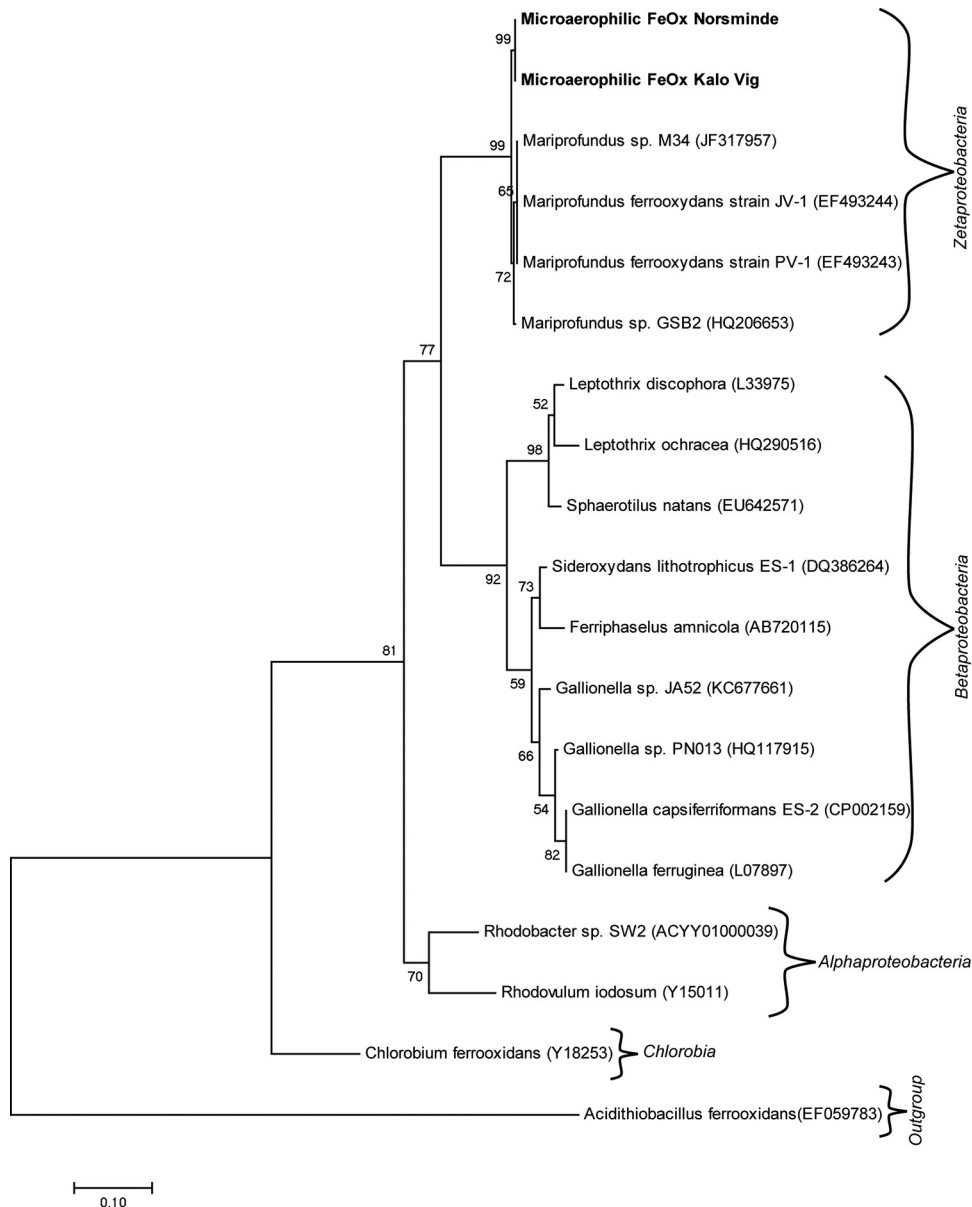 Microaerophilic FeOx Norsminde
99
Microaerophilic FeOx Kalo Vig
Mariprofundus sp. M34 (JF317957)
99
65
Mariprofundus ferrooxydans strain JV-1 (EF493244)
Mariprofundus ferrooxydans strain PV-1 (EF493243)
72
Mariprofundus sp. GSB2 (HQ206653)
Zetaproteobacteria
77
Leptothrix discophora (L33975)
52
Leptothrix ochracea (HQ290516)
98
Sphaerotilus natans (EU642571)
Sideroxydans lithotrophicus ES-1 (DQ386264)
92
73
Ferriphaselus amnicola (AB720115)
Betaproteobacteria
81
59
Gallionella sp. JA52 (KC677661)
Gallionella sp. PN013 (HQ117915)
66
Gallionella capsiferriformans ES-2 (CP002159)
54
82
Gallionella ferruginea (L07897)
Rhodobacter sp. SW2 (ACYY01000039)
Alphaproteobacteria
70
Rhodovulum iodosum (Y15011)
Chlorobium ferrooxidans (Y18253)
Chlorobia
Acidithiobacillus ferrooxidans(EF059783)
Outgroup
0.10